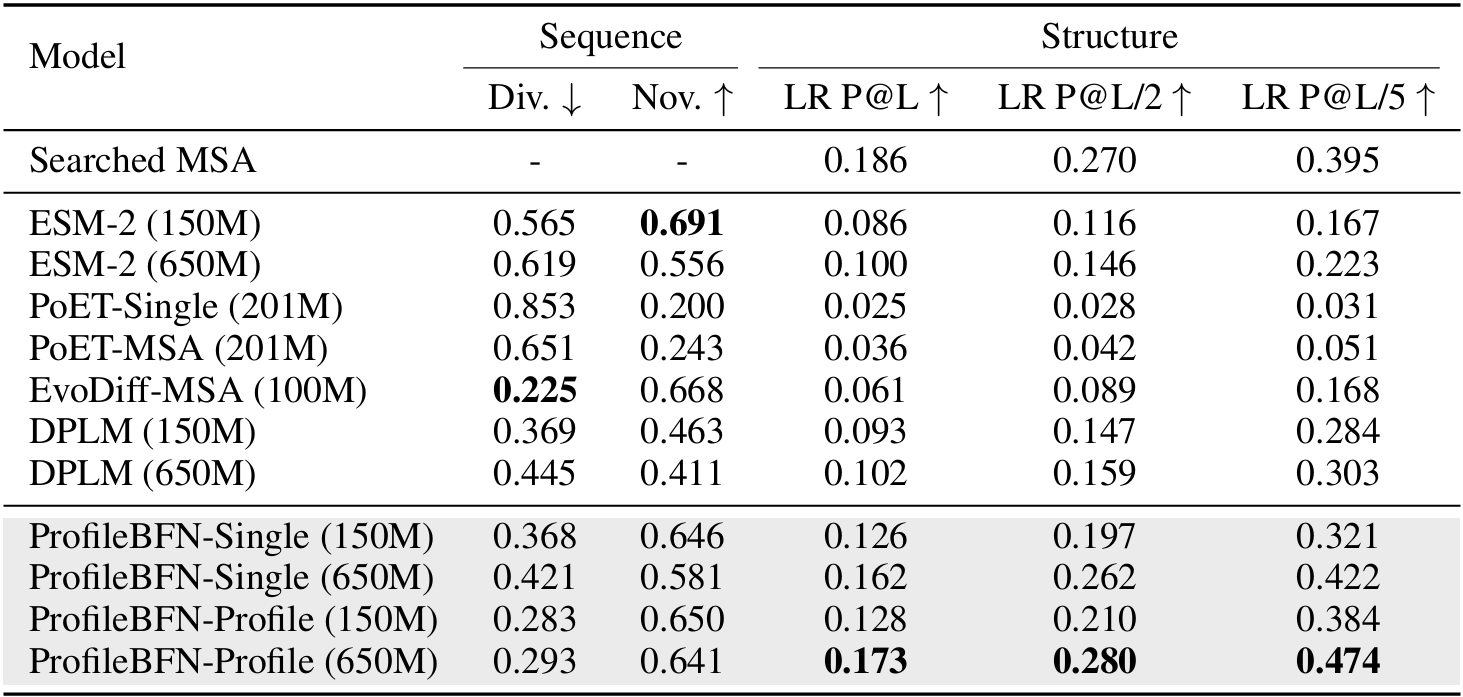 Model Sequence Structure
Div. ↓ Nov. ↑ LR P@L ↑ LR P@L/2 ↑ LR P@L/5 ↑
Searched MSA - - 0.186 0.270 0.395
ESM-2 (150M) 0.565 0.691 0.086 0.116 0.167
ESM-2 (650M) 0.619 0.556 0.100 0.146 0.223
PoET-Single (201M) 0.853 0.200 0.025 0.028 0.031
PoET-MSA (201M) 0.651 0.243 0.036 0.042 0.051
EvoDiff-MSA (100M) 0.225 0.668 0.061 0.089 0.168
DPLM (150M) 0.369 0.463 0.093 0.147 0.284
DPLM (650M) 0.445 0.411 0.102 0.159 0.303
ProfileBFN-Single (150M) 0.368 0.646 0.126 0.197 0.321
ProfileBFN-Single (650M) 0.421 0.581 0.162 0.262 0.422
ProfileBFN-Profile (150M) 0.283 0.650 0.128 0.210 0.384
ProfileBFN-Profile (650M) 0.293 0.641 0.173 0.280 0.474